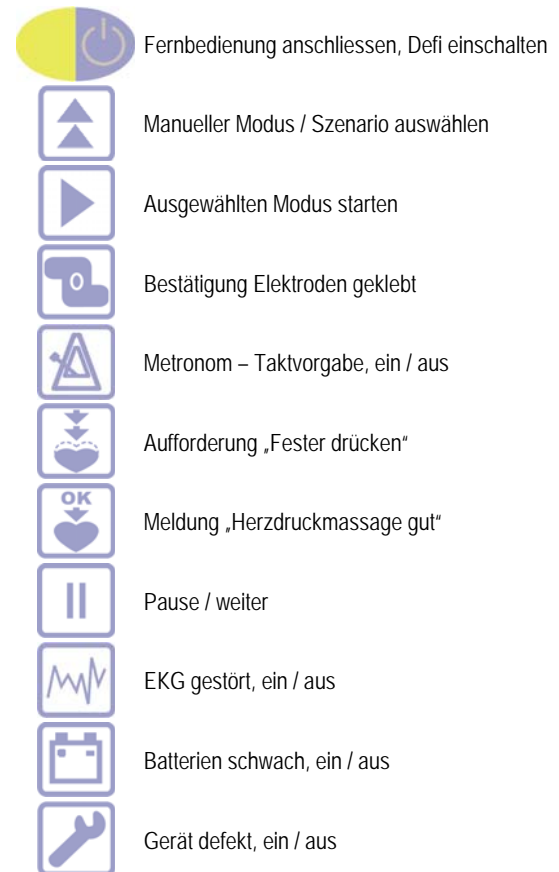 Fernbedienung anschliessen, Defi einschalten
Manueller Modus / Szenario auswählen
Ausgewählten Modus starten
Bestätigung Elektroden geklebt
Metronom – Taktvorgabe, ein / aus
Aufforderung „Fester drücken“
OK
Meldung „Herzdruckmassage gut“
Pause / weiter
EKG gestört, ein / aus
Batterien schwach, ein / aus
Gerät defekt, ein / aus